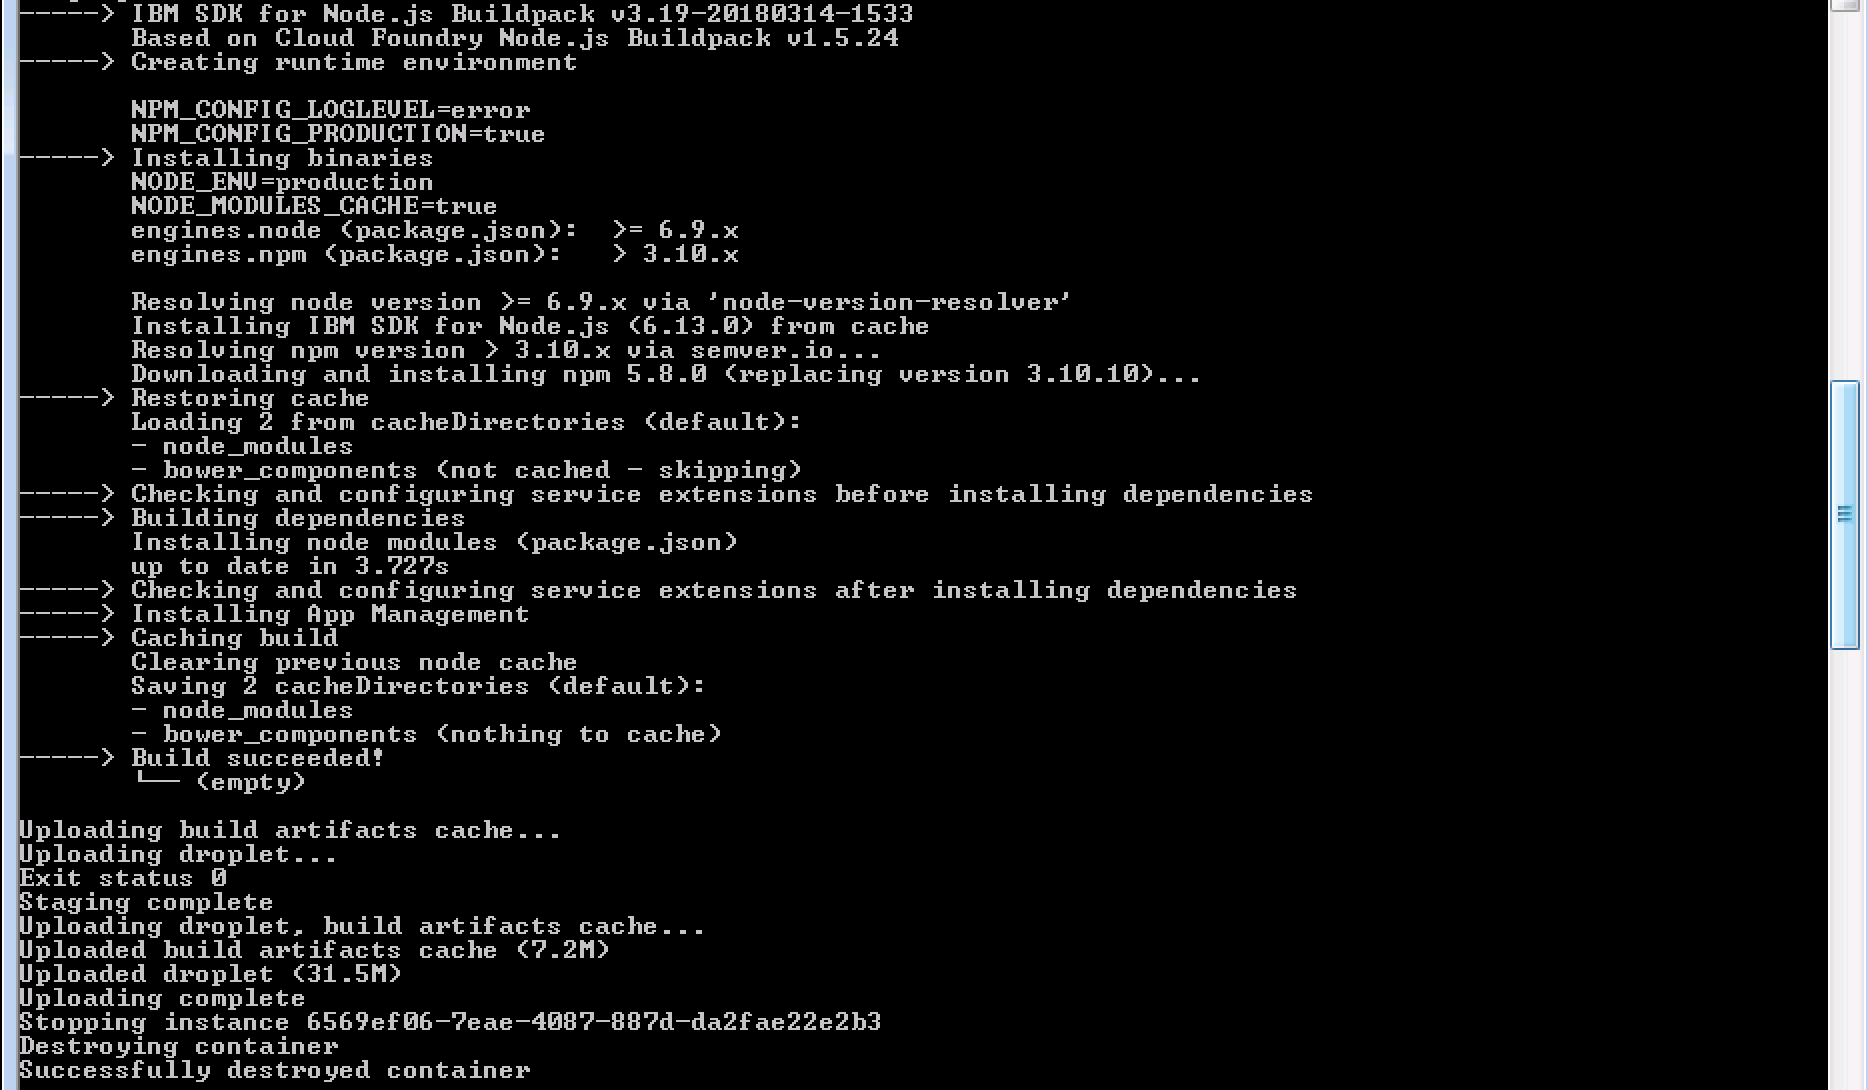 -----> IBM SDK for Node.js Buildpack v3.19-20180314-1533
       Based on Cloud Foundry Node.js Buildpack v1.5.24
-----> Creating runtime environment

       NPM_CONFIG_LOGLEVEL=error
       NPM_CONFIG_PRODUCTION=true
-----> Installing binaries
       NODE_ENV=production
       NODE_MODULES_CACHE=true
       engines.node (package.json):  >= 6.9.x
       engines.npm (package.json):   > 3.10.x

       Resolving node version >= 6.9.x via 'node-version-resolver'
       Installing IBM SDK for Node.js (6.13.0) from cache
       Resolving npm version > 3.10.x via semver.io...
       Downloading and installing npm 5.8.0 (replacing version 3.10.10)...
-----> Restoring cache
       Loading 2 from cacheDirectories (default):
       - node_modules
       - bower_components (not cached - skipping)
-----> Checking and configuring service extensions before installing dependencies
-----> Building dependencies
       Installing node modules (package.json)
       up to date in 3.727s
-----> Checking and configuring service extensions after installing dependencies
-----> Installing App Management
-----> Caching build
       Clearing previous node cache
       Saving 2 cacheDirectories (default):
       - node_modules
       - bower_components (nothing to cache)
-----> Build succeeded!
       └── (empty)

Uploading build artifacts cache...
Uploading droplet...
Exit status 0
Staging complete
Uploading droplet, build artifacts cache...
Uploaded build artifacts cache (7.2M)
Uploaded droplet (31.5M)
Uploading complete
Stopping instance 6569ef06-7eae-4087-887d-da2fae22e2b3
Destroying container
Successfully destroyed container